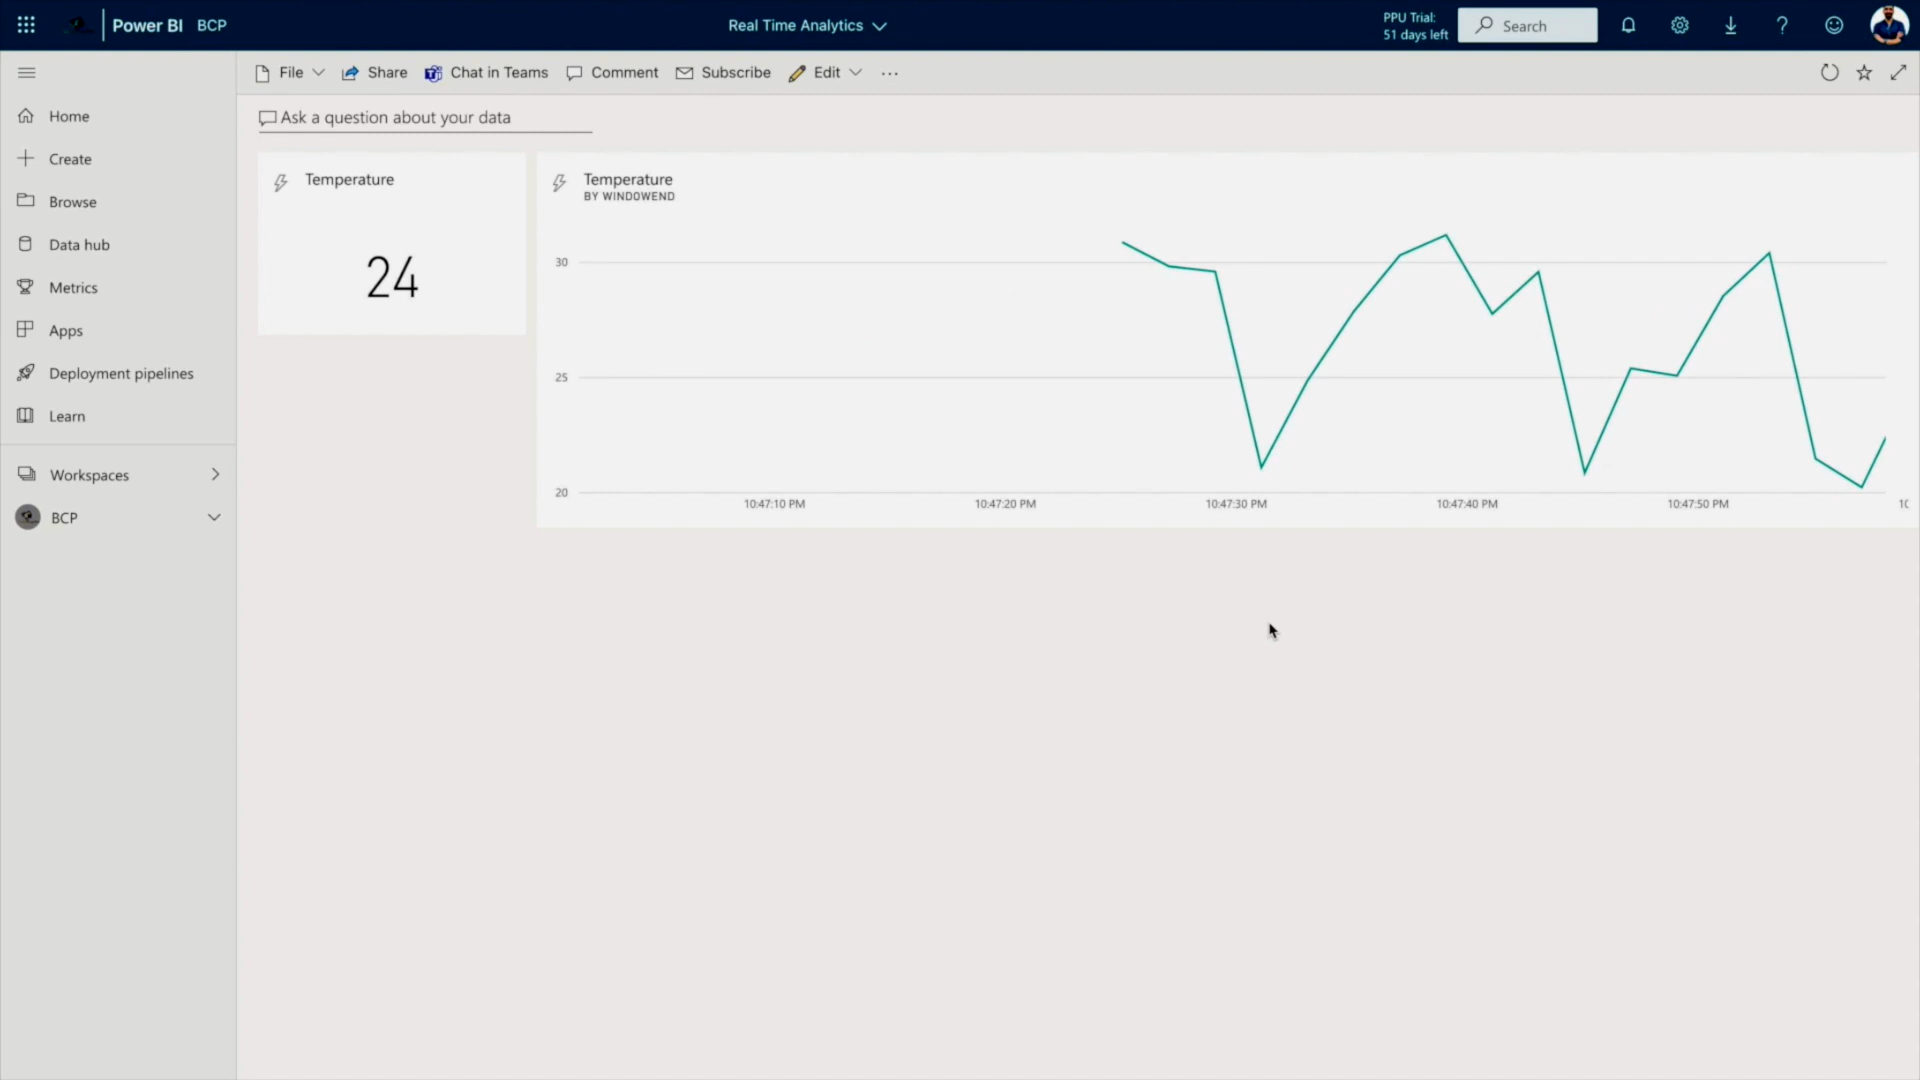 Power BI BCP
Real Time Analytics
PPU Trial:
51 days left
Search
File
Share
Chat in Teams
Comment
Subscribe
Edit
Home
Create
Browse
Data hub
Metrics
Apps
Deployment pipelines
Learn
Workspaces
BCP
Ask a question about your data
Temperature
24
Temperature
BY WINDOWEND
30
25
20
10:47:10 PM 10:47:20 PM 10:47:30 PM 10:47:40 PM 10:47:50 PM